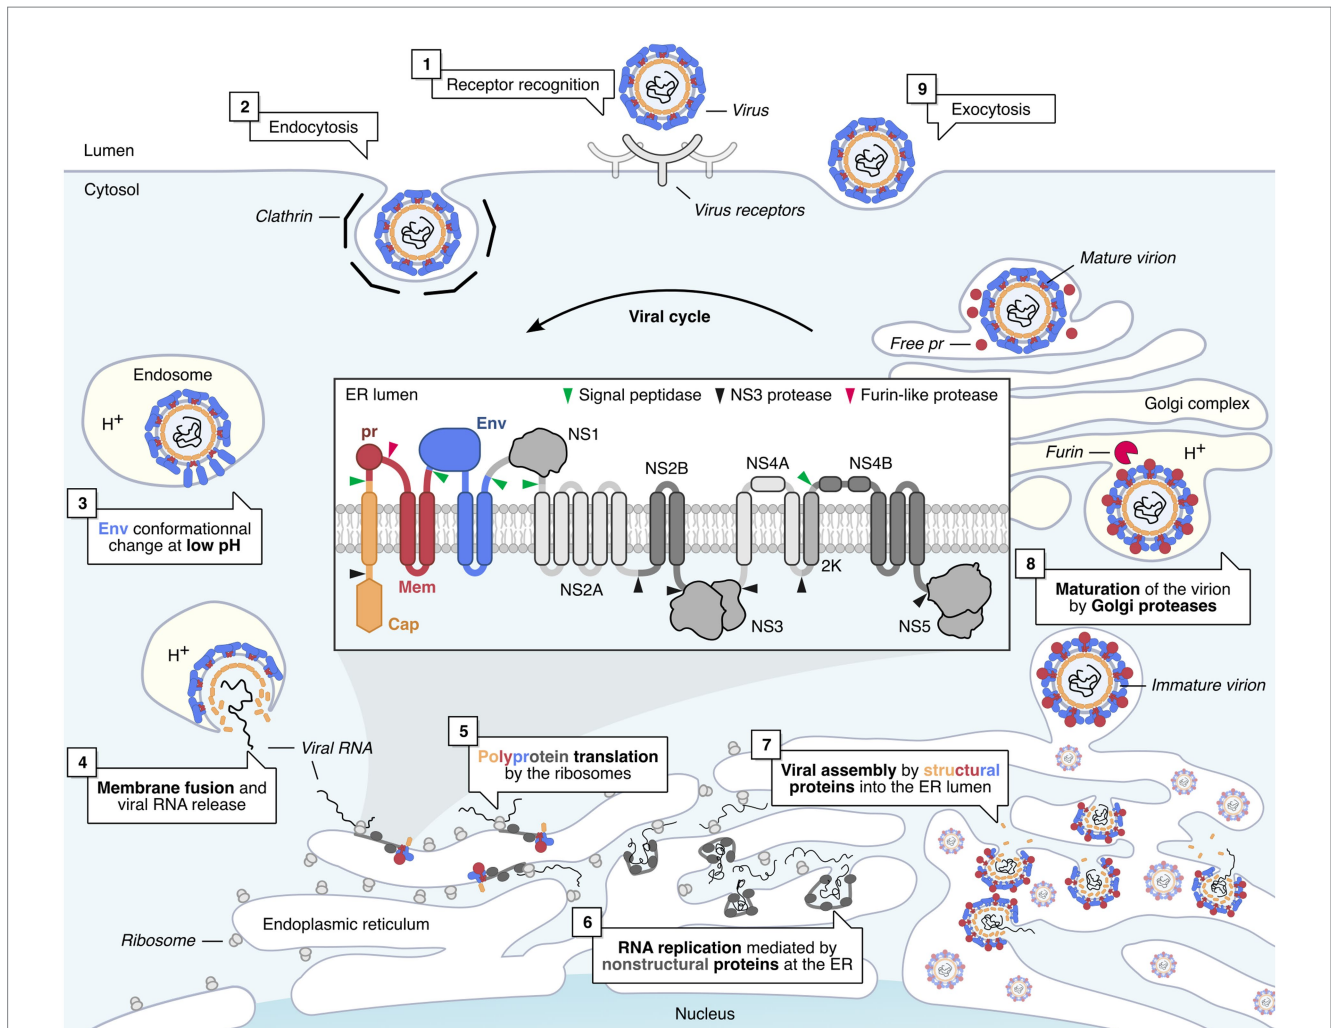 1
Receptor recognition
Virus
Virus receptors
2
Endocytosis
Clathrin
9
Exocytosis
Lumen
Cytosol
Mature virion
Free pr
Viral cycle
Endosome
H+
3
Env conformationnal
change at low pH
ER lumen
Signal peptidase
NS3 protease
Furin-like protease
pr
Env
NS1
NS2B
NS4A
NS4B
Mem
Cap
NS2A
NS3
2K
NS5
Golgi complex
Furin
H+
8
Maturation of the virion
by Golgi proteases
Immature virion
H+
4
Membrane fusion and
viral RNA release
Viral RNA
5
Polyprotein translation
by the ribosomes
7
Viral assembly by structural
proteins into the ER lumen
Endoplasmic reticulum
Ribosome
6
RNA replication mediated by
nonstructural proteins at the ER
Nucleus